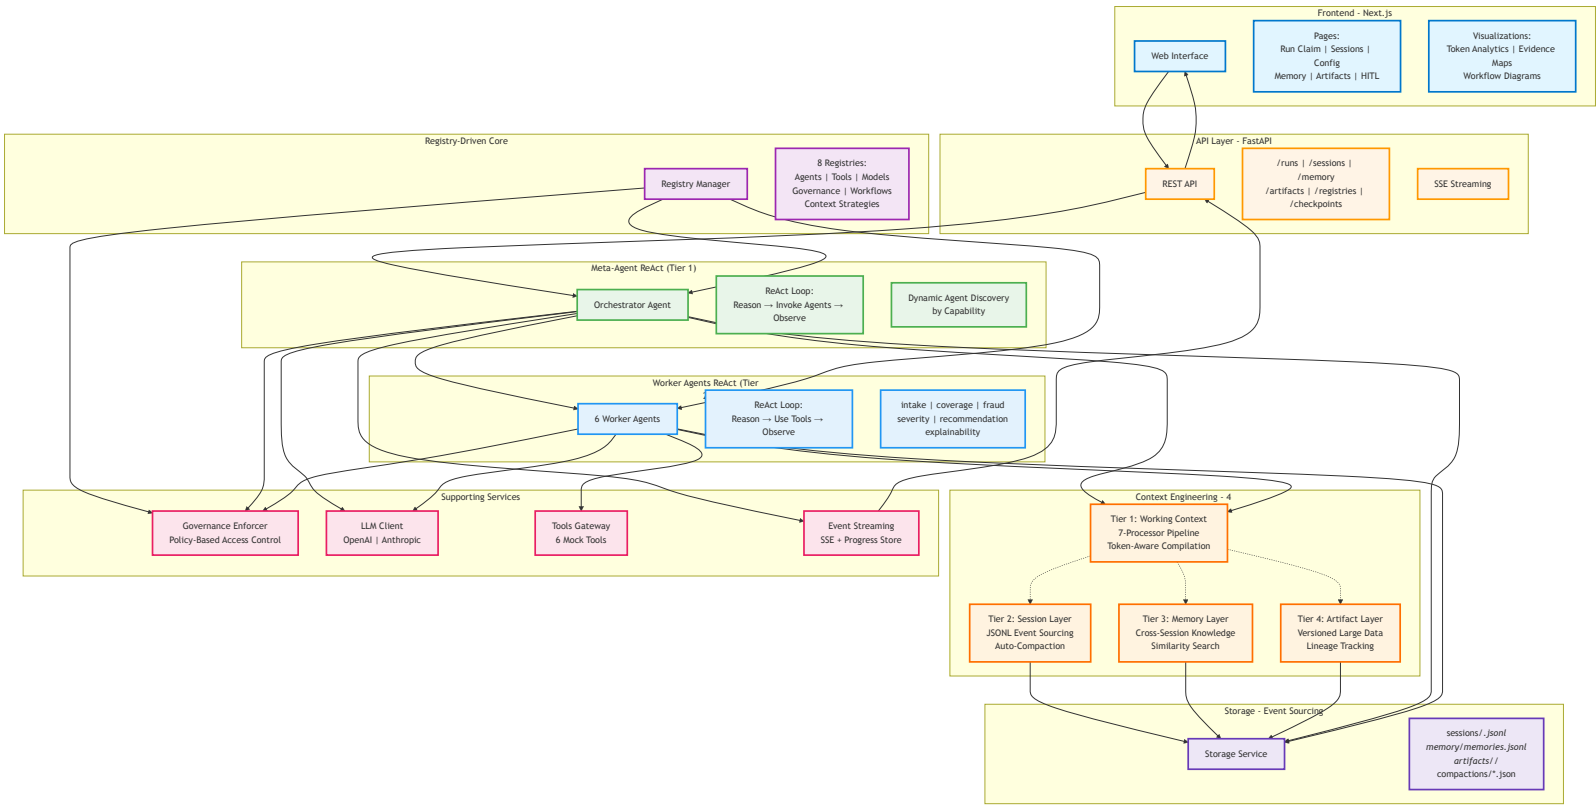 Frontend - Next.js
Web Interface
Pages:
Run Claim | Sessions |
Config
Memory | Artifacts | HITL
Visualizations:
Token Analytics | Evidence
Maps
Workflow Diagrams
Registry-Driven Core
Registry Manager
8 Registries:
Agents | Tools | Models
Governance | Workflows
Context Strategies
API Layer - FastAPI
REST API
/runs | /sessions |
/memory
/artifacts | /registries |
/checkpoints
SSE Streaming
Meta-Agent ReAct (Tier 1)
Orchestrator Agent
ReAct Loop:
Reason → Invoke Agents →
Observe
Dynamic Agent Discovery
by Capability
Worker Agents ReAct (Tier
6 Worker Agents
ReAct Loop:
Reason → Use Tools →
Observe
intake | coverage | fraud
severity | recommendation
explainability
Supporting Services
Governance Enforcer
Policy-Based Access Control
LLM Client
OpenAI | Anthropic
Tools Gateway
6 Mock Tools
Event Streaming
SSE + Progress Store
Context Engineering - 4
Tier 1: Working Context
7-Processor Pipeline
Token-Aware Compilation
Tier 2: Session Layer
JSONL Event Sourcing
Auto-Compaction
Tier 3: Memory Layer
Cross-Session Knowledge
Similarity Search
Tier 4: Artifact Layer
Versioned Large Data
Lineage Tracking
Storage - Event Sourcing
Storage Service
sessions/.jsonl
memory/memories.jsonl
artifacts//
compactions/*.json